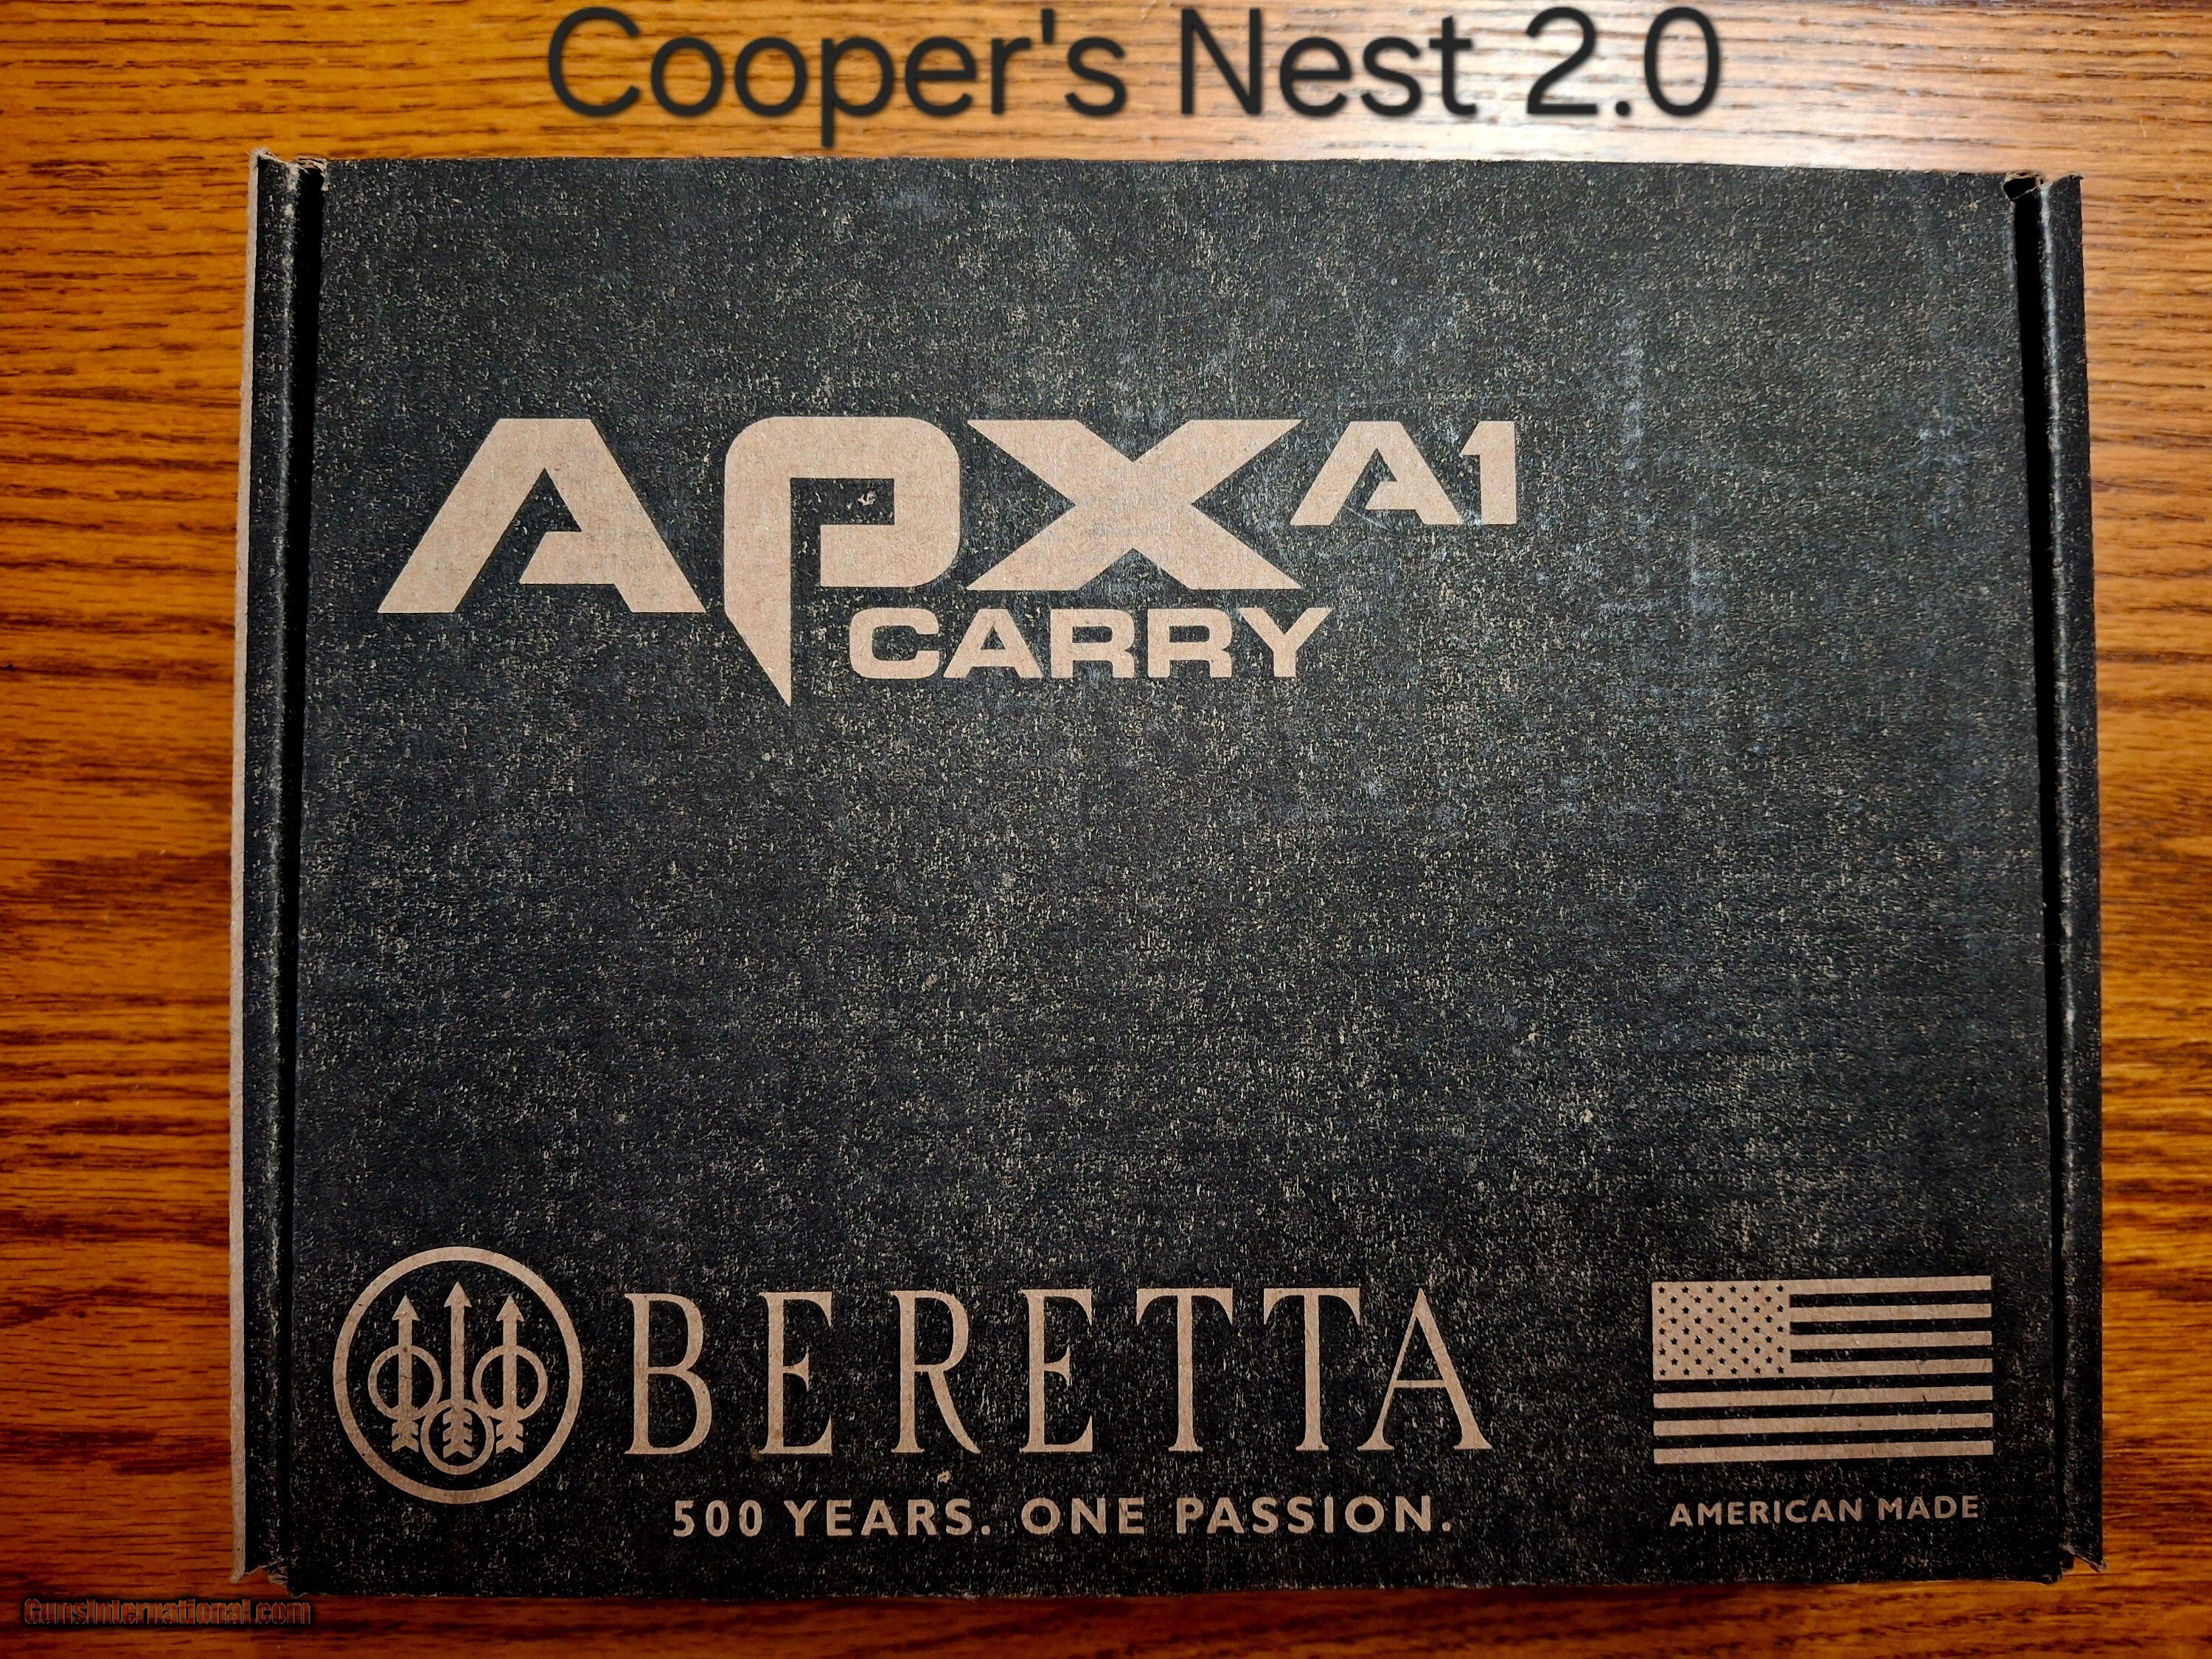 Cooper's Nest 2.0
APX A1
CARRY
BERETTA
500 YEARS. ONE PASSION.
AMERICAN MADE
GunsInternational.com